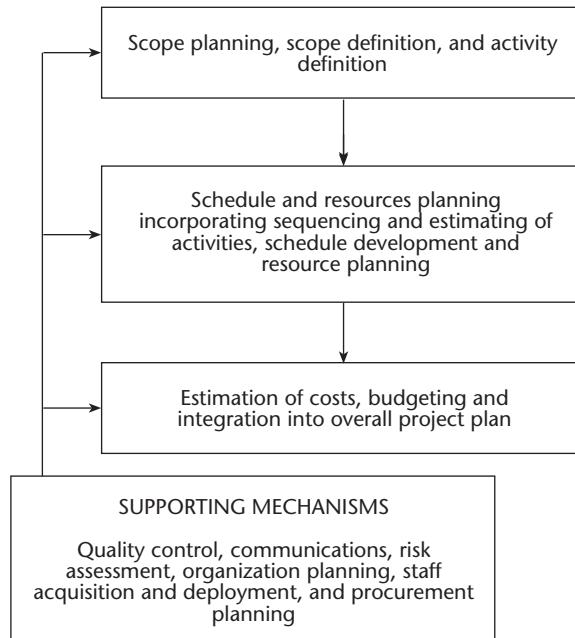 Scope planning, scope definition, and activity
definition
Schedule and resources planning
incorporating sequencing and estimating of
activities, schedule development and
resource planning
Estimation of costs, budgeting and
integration into overall project plan
SUPPORTING MECHANISMS
Quality control, communications, risk
assessment, organization planning, staff
acquisition and deployment, and procurement
planning